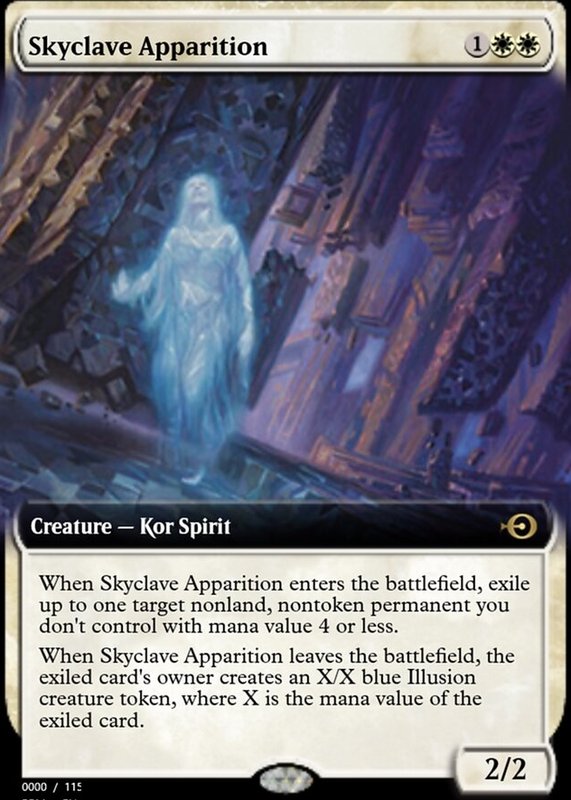 Skyclave Apparition 1
Creature — Kor Spirit
When Skyclave Apparition enters the battlefield, exile
up to one target nonland, nontoken permanent you
don't control with mana value 4 or less.
When Skyclave Apparition leaves the battlefield, the
exiled card's owner creates an X/X blue Illusion
creature token, where X is the mana value of the
exiled card.
2/2
0000 / 115